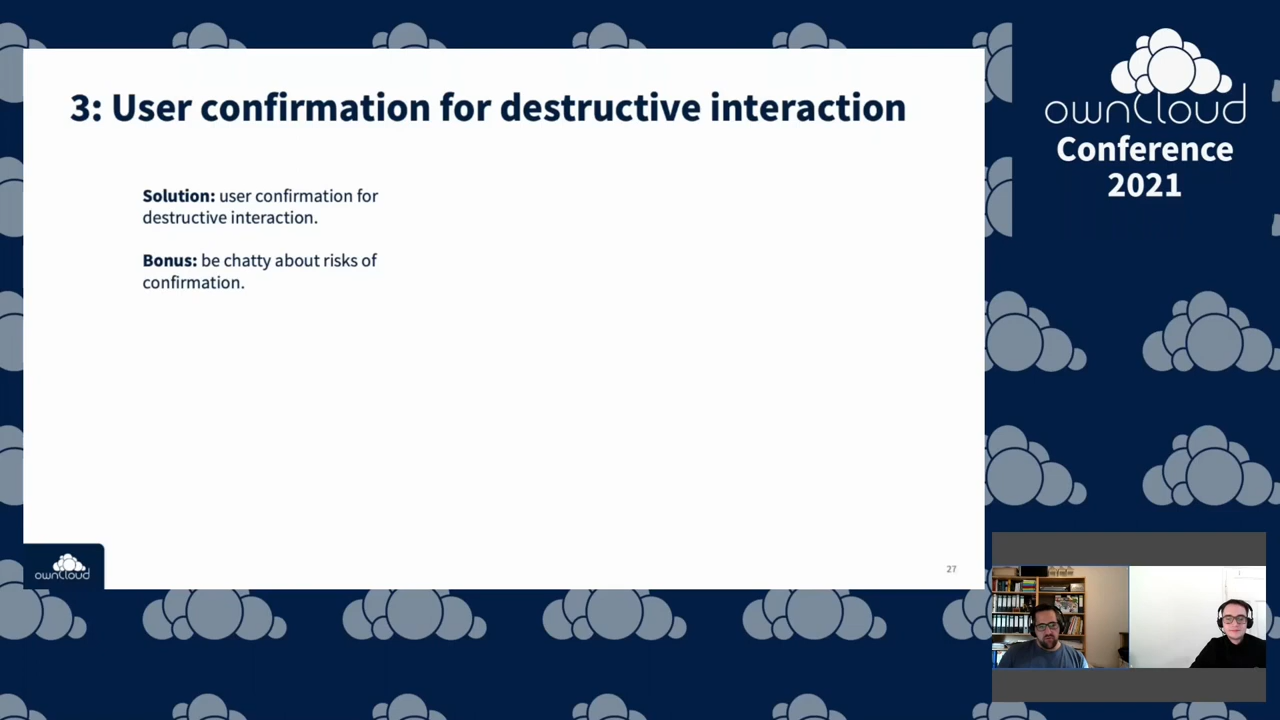 3: User confirmation for destructive interaction
Solution: user confirmation for
destructive interaction.
Bonus: be chatty about risks of
confirmation.
ownCloud
27
ownCloud
Conference
2021